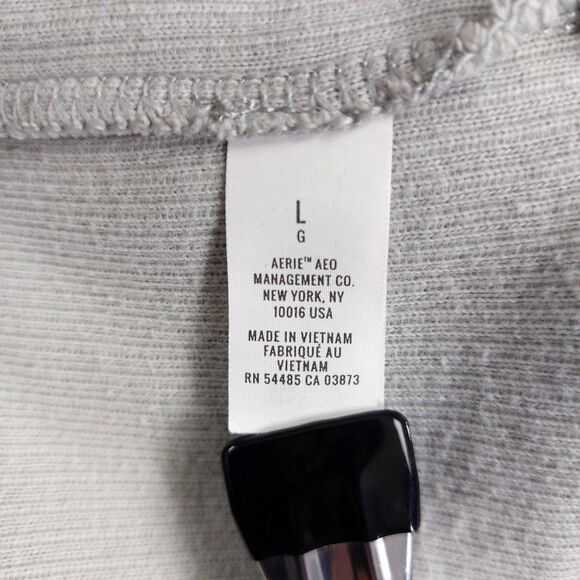 L
G
AERIE™ AEO
MANAGEMENT CO.
NEW YORK, NY
10016 USA
MADE IN VIETNAM
FABRIQUÉ AU
VIETNAM
RN 54485 CA 03873